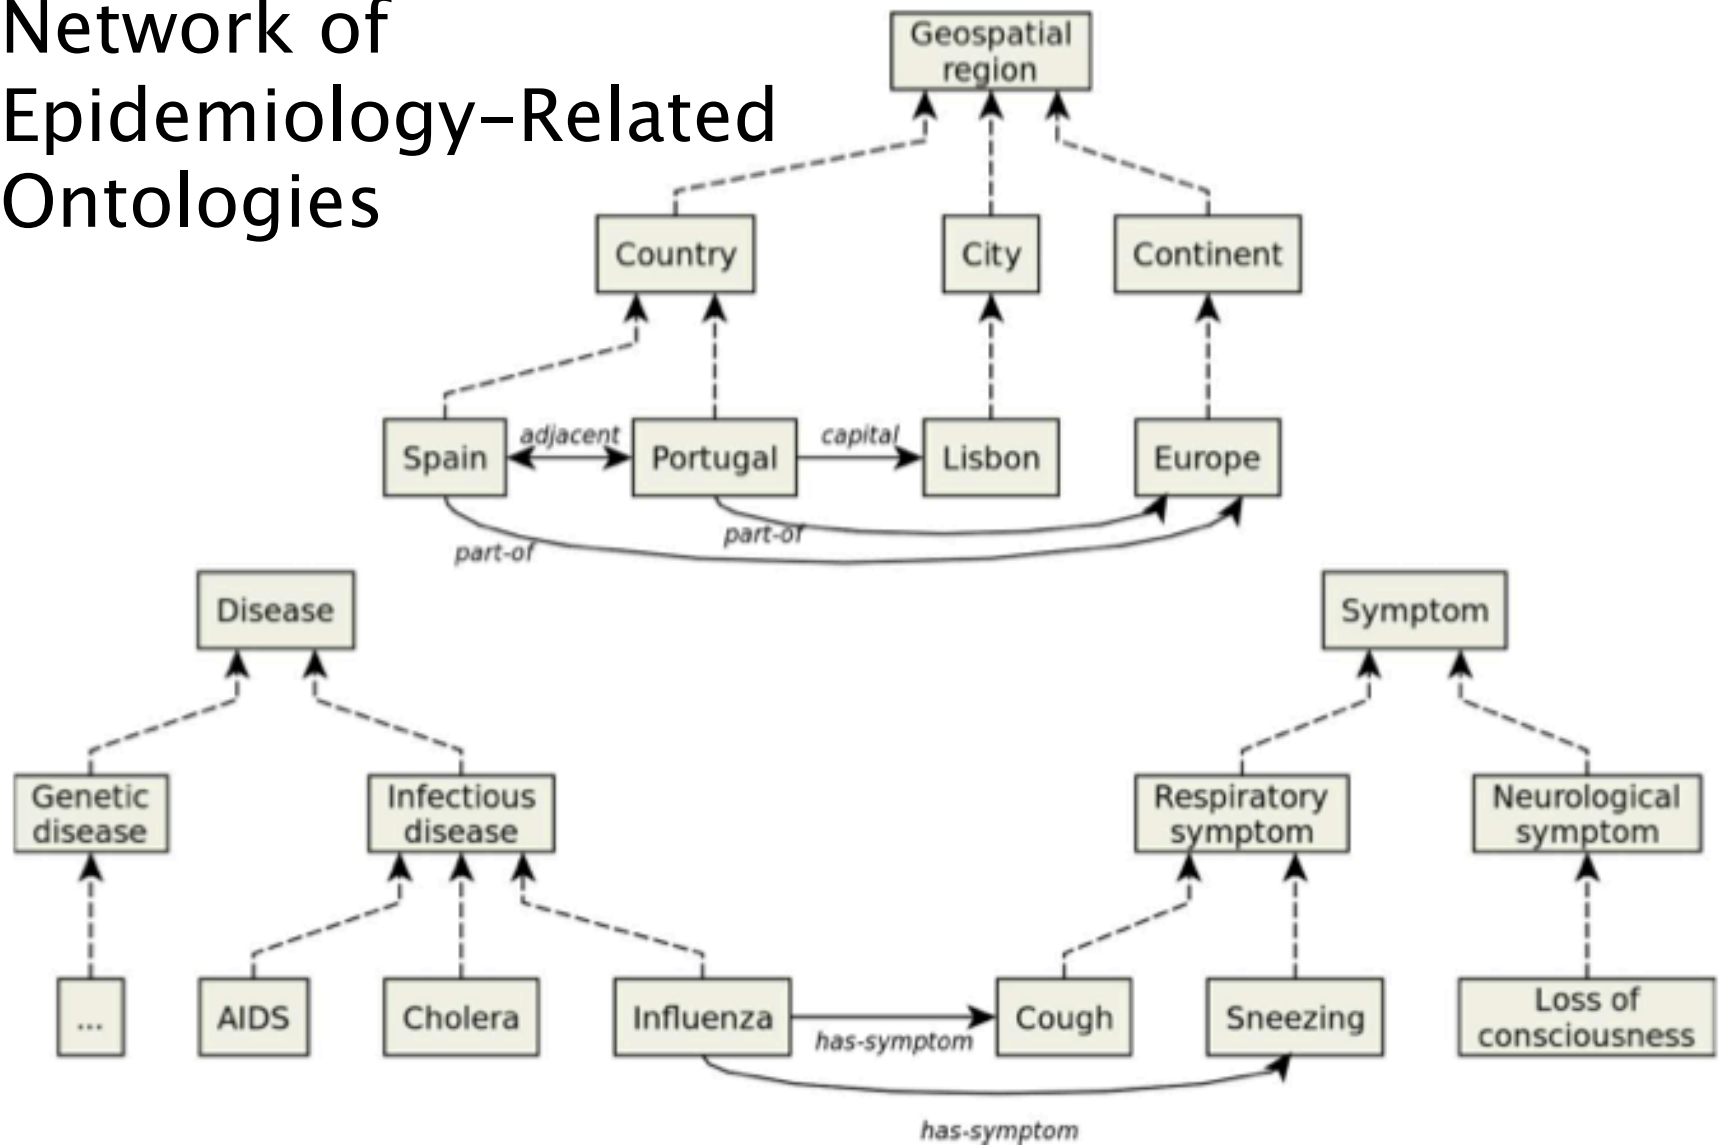 Network of
Epidemiology-Related
Ontologies
Geospatial
region
Country
City
Continent
Spain
adjacent
Portugal
capital
Lisbon
Europe
part-of
part-of
Disease
Symptom
Genetic
disease
Infectious
disease
Respiratory
symptom
Neurological
symptom
...
AIDS
Cholera
Influenza
has-symptom
Cough
Sneezing
Loss of
consciousness
has-symptom